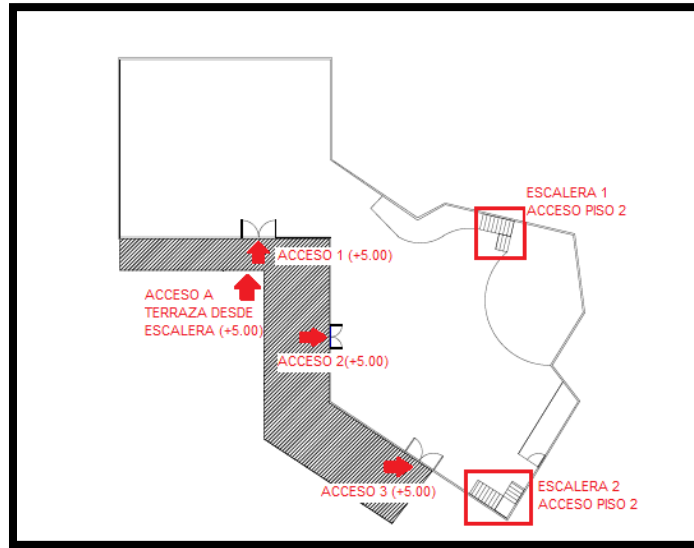 ESCALERA 1
ACCESO PISO 2
ACCESO 1 (+5.00)
ACCESO A
TERRAZA DESDE
ESCALERA (+5.00)
ACCESO 2(+5.00)
ACCESO 3 (+5.00)
ESCALERA 2
ACCESO PISO 2